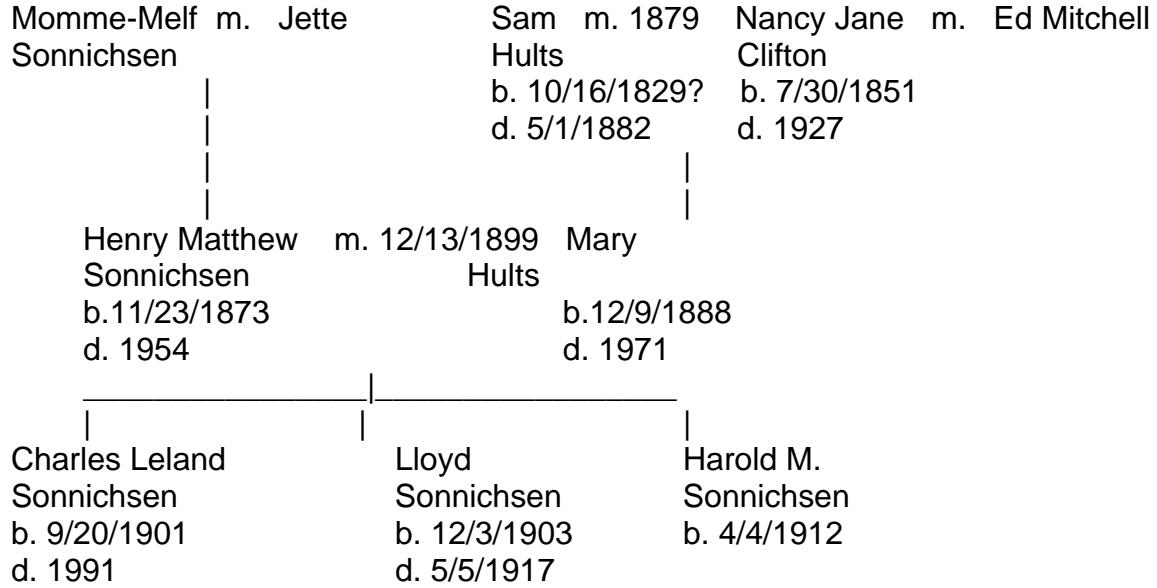 Momme-Melf m. Jette Sam m. 1879 Nancy Jane m. Ed Mitchell
Sonnichsen Hults Clifton
b. 10/16/1829? b. 7/30/1851
d. 5/1/1882 d. 1927
Henry Matthew m. 12/13/1899 Mary
Sonnichsen Hults
b.11/23/1873 b.12/9/1888
d. 1954 d. 1971
Charles Leland Lloyd Harold M.
Sonnichsen Sonnichsen Sonnichsen
b. 9/20/1901 b. 12/3/1903 b. 4/4/1912
d. 1991 d. 5/5/1917